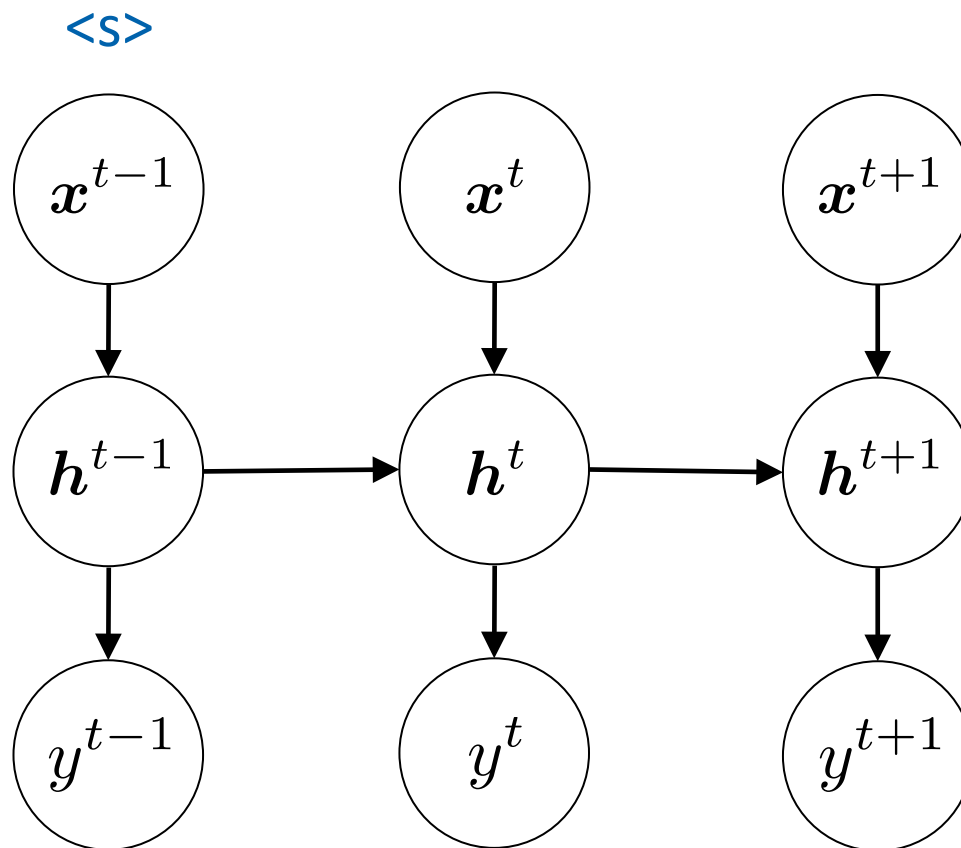 <s>
x^{t-1} x^{t} x^{t+1}
h^{t-1} h^{t} h^{t+1}
y^{t-1} y^{t} y^{t+1}